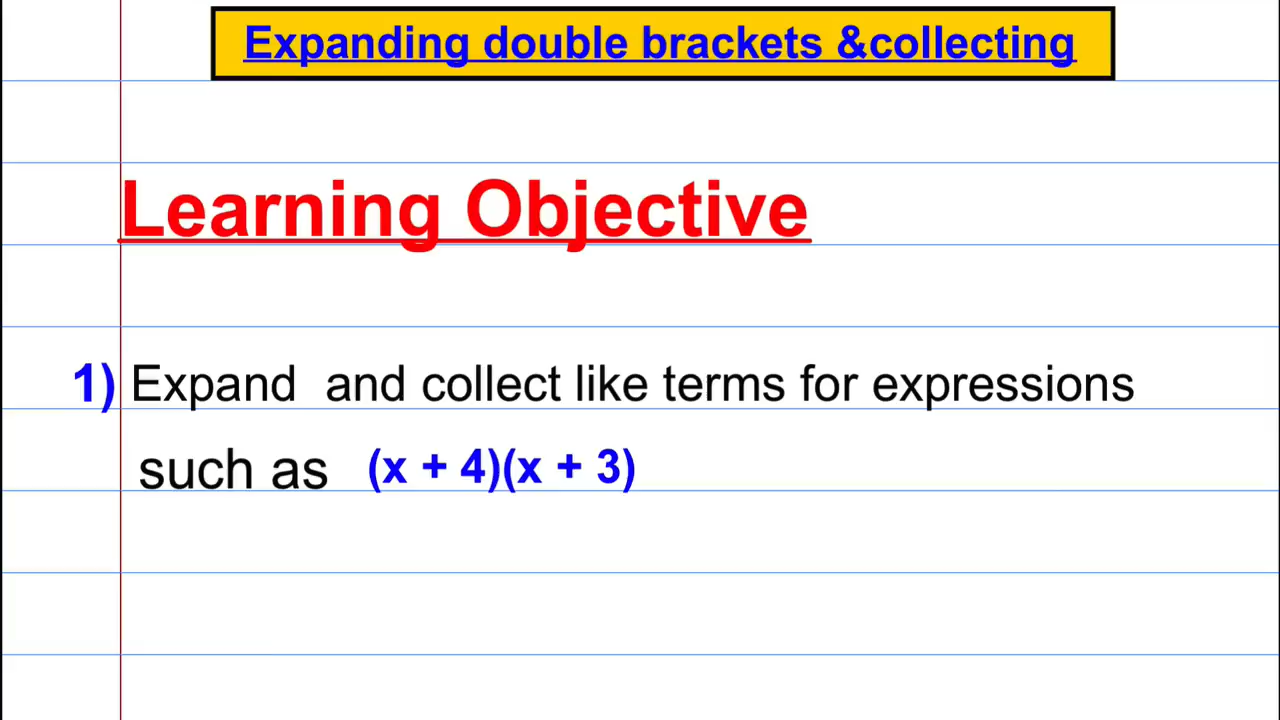 Expanding double brackets &collecting
Learning Objective
1) Expand  and collect like terms for expressions
such as (x + 4)(x + 3)